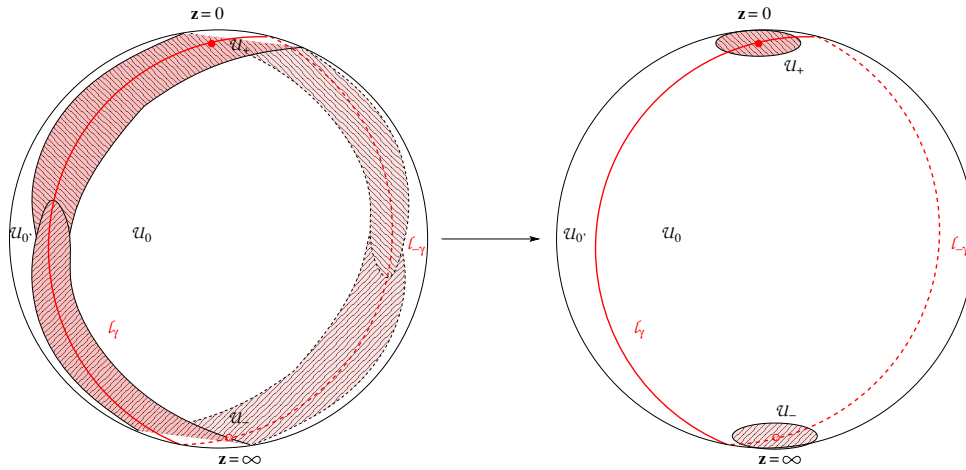 z = 0
z = 0
𝒰₊
𝒰₊
𝒰₀'
𝒰₀
ℓ₋γ
𝒰₀'
𝒰₀
ℓ₋γ
ℓγ
ℓγ
𝒰₋
𝒰₋
z = ∞
z = ∞